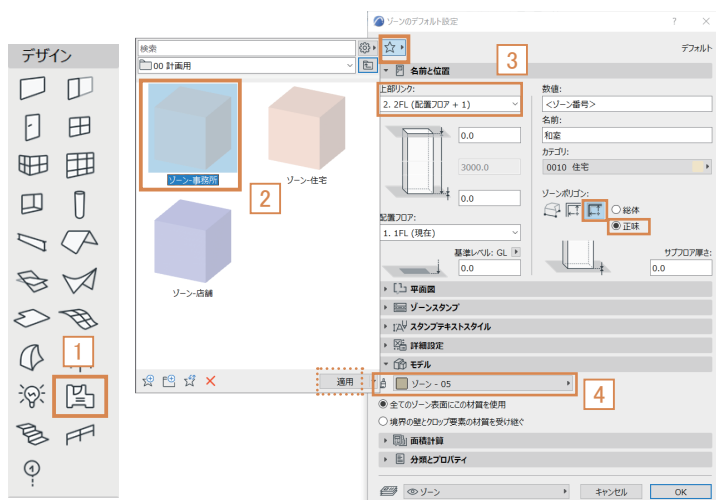 デザイン
1
検索
00 計画用
ゾーン-事務所
ゾーン-住宅
2
ゾーン-店舗
適用
ゾーンのデフォルト設定
?
デフォルト
3
名前と位置
上部リンク:
2. 2FL (配置フロア + 1)
0.0
3000.0
0.0
配置フロア:
1. 1FL (現在)
基準レベル: GL
0.0
数値:
<ゾーン番号>
名前:
和室
カテゴリ:
0010 住宅
ゾーンポリゴン:
総体
正味
サブフロア厚さ:
0.0
平面図
ゾーンスタンプ
スタンプテキストスタイル
詳細設定
モデル
ゾーン - 05
4
全てのゾーン表面にこの材質を使用
境界の壁とクロップ要素の材質を受け継ぐ
面積計算
分類とプロパティ
ゾーン
キャンセル
OK